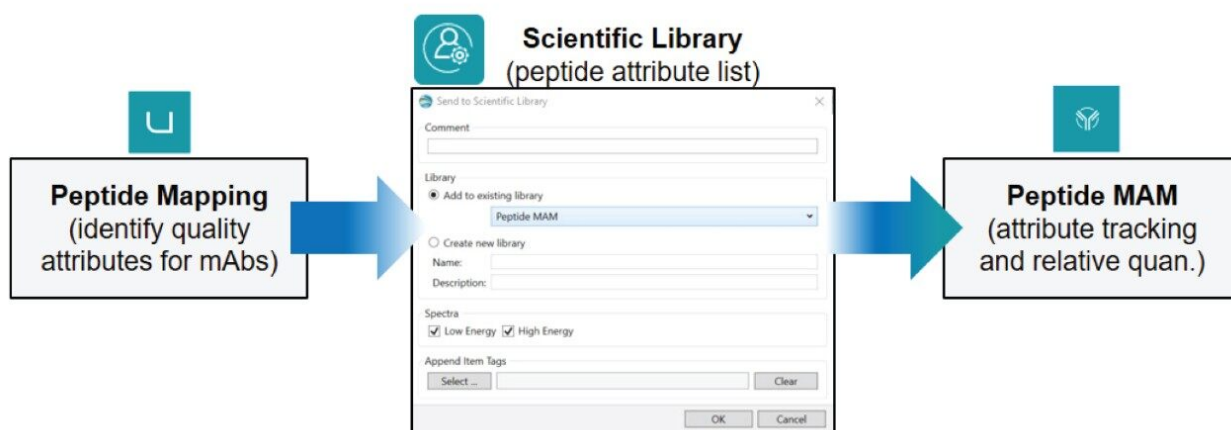 Scientific Library
(peptide attribute list)
Peptide Mapping
(identify quality
attributes for mAbs)
Send to Scientific Library
Comment
Library
Add to existing library
Peptide MAM
Create new library
Name:
Description:
Spectra
Low Energy
High Energy
Append Item Tags
Select ...
Clear
OK
Cancel
Peptide MAM
(attribute tracking
and relative quan.)